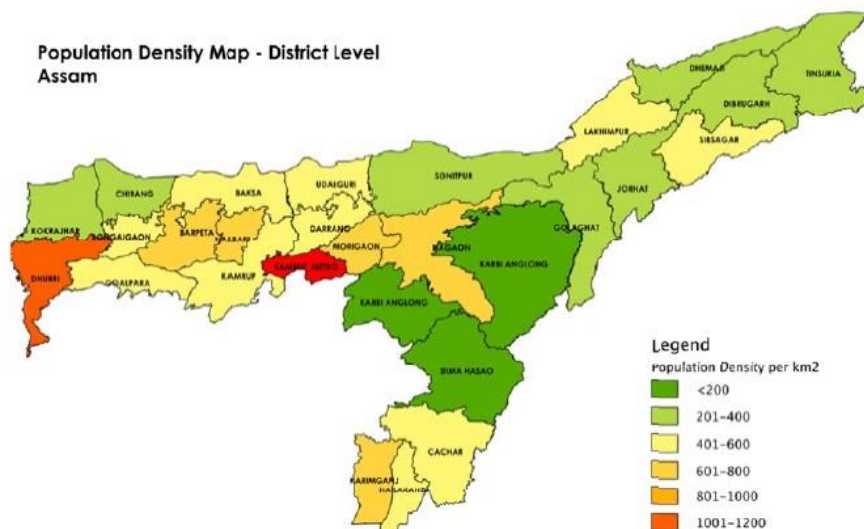 Population Density Map - District Level
Assam
DHEMAJI
TINSUKIA
DIBRUGARH
LAKHIMPUR
SIBSAGAR
SONITPUR
JORHAT
UDALGURI
BAKSA
CHIRANG
KOKRAJHAR
BONGAIGAON
BARPETA
NALBARI
DARRANG
MORIGAON
NAGAON
GOLAGHAT
KARBI ANGLONG
DHUBRI
GOALPARA
KAMRUP
KAMRUP METRO
KARBI ANGLONG
DIMA HASAO
CACHAR
KARIMGANJ
Legend
Population Density per km2
<200
201-400
401-600
601-800
801-1000
1001-1200